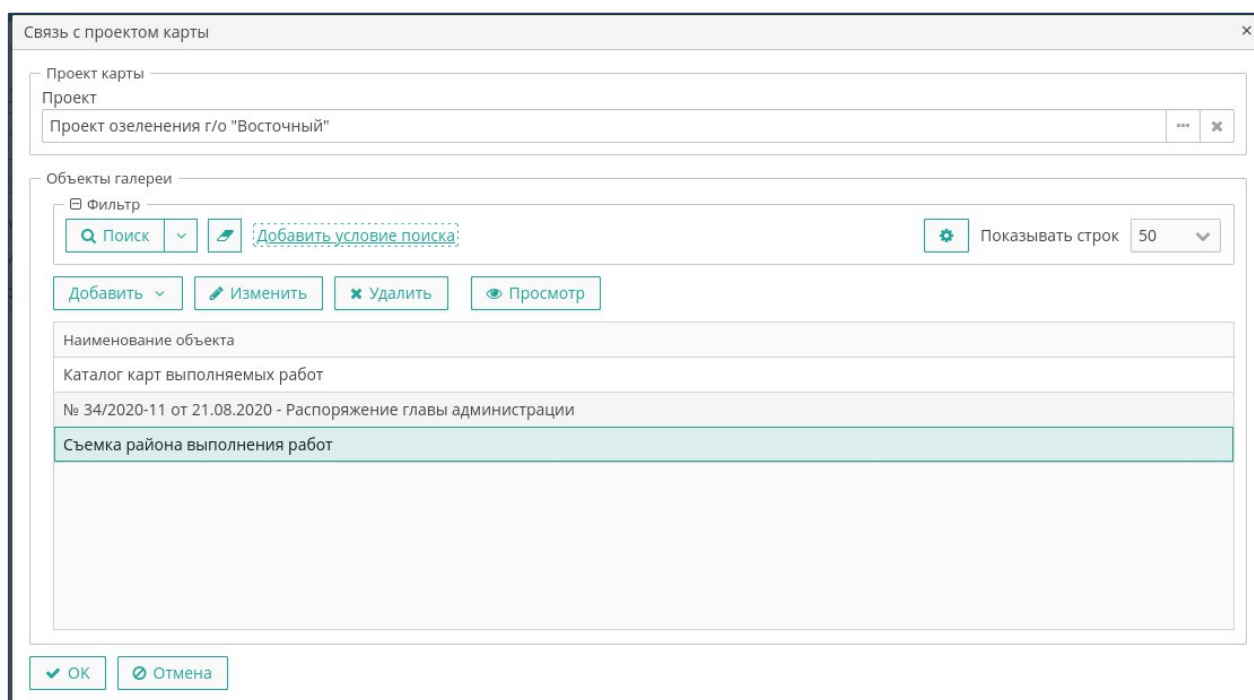 Связь с проектом карты
Проект карты
Проект
Проект озеленения г/о "Восточный"
Объекты галереи
Фильтр
Поиск Добавить условие поиска Показывать строк 50
Добавить Изменить Удалить Просмотр
Наименование объекта
Каталог карт выполняемых работ
№ 34/2020-11 от 21.08.2020 - Распоряжение главы администрации
Съемка района выполнения работ
ОК Отмена